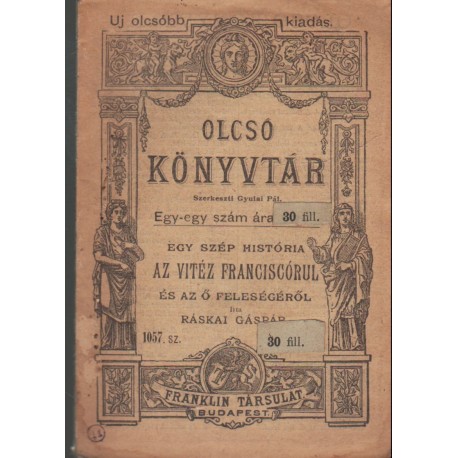 Uj olcsóbb kiadás.
OLCSÓ
KÖNYVTÁR
Szerkeszti Gyulai Pál.
Egy-egy szám ára 30 fill.
EGY SZÉP HISTÓRIA
AZ VITÉZ FRANCISCÓRUL
ÉS AZ Ő FELESÉGÉRŐL
Irta
RÁSKAI GÁSPÁR
1057. sz. 30 fill.
FRANKLIN TÁRSULAT
BUDAPEST.